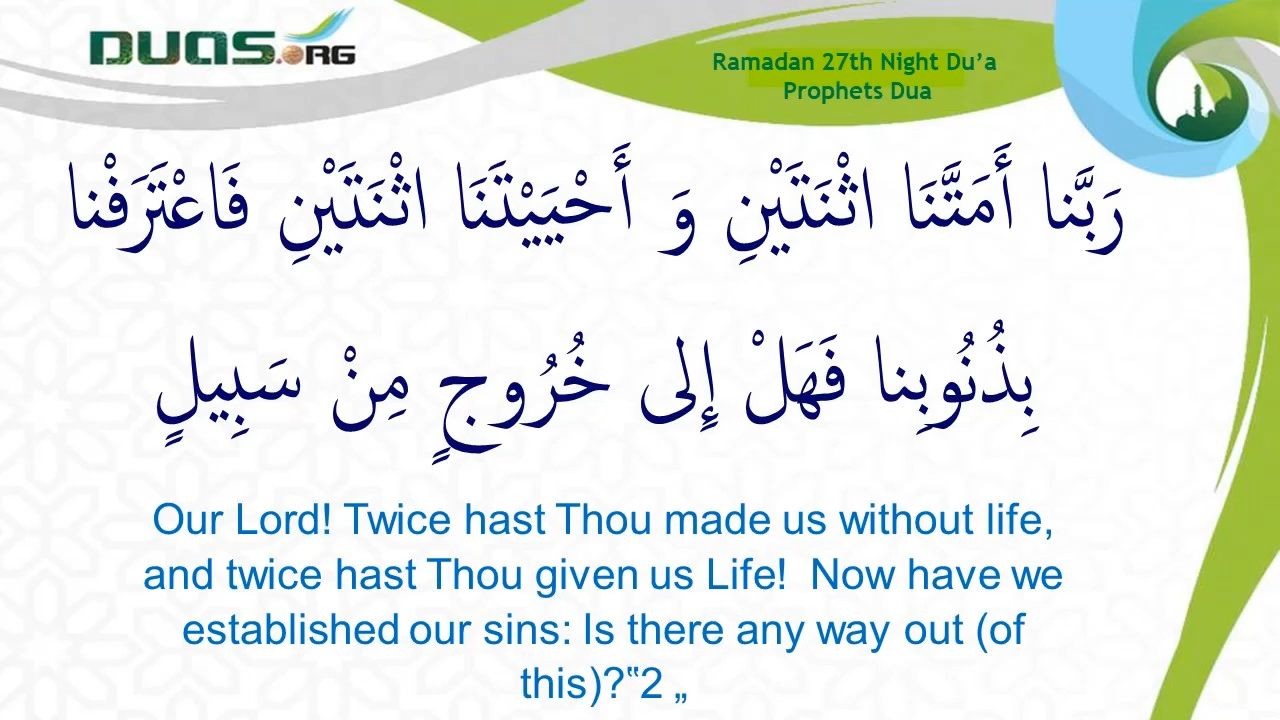 DUAS.ORG
Ramadan 27th Night Du’a
Prophets Dua
رَبَّنا أَمَتَّنَا اثْنَتَيْنِ وَ أَحْيَيْتَنَا اثْنَتَيْنِ فَاعْتَرَفْنا
بِذُنُوبِنا فَهَلْ إِلى خُرُوجٍ مِنْ سَبِيلٍ
Our Lord! Twice hast Thou made us without life,
and twice hast Thou given us Life!  Now have we
established our sins: Is there any way out (of
this)?‟2 „